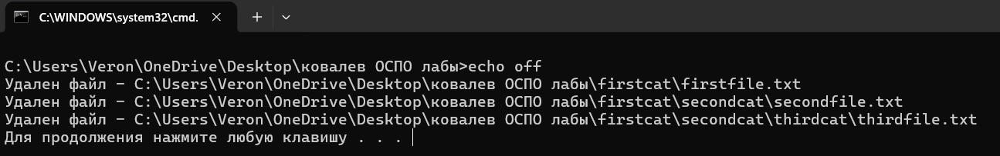 C:\WINDOWS\system32\cmd.
C:\Users\Veron\OneDrive\Desktop\ковалев ОСПО лабы>echo off
Удален файл - C:\Users\Veron\OneDrive\Desktop\ковалев ОСПО лабы\firstcat\firstfile.txt
Удален файл - C:\Users\Veron\OneDrive\Desktop\ковалев ОСПО лабы\firstcat\secondcat\secondfile.txt
Удален файл - C:\Users\Veron\OneDrive\Desktop\ковалев ОСПО лабы\firstcat\secondcat\thirdcat\thirdfile.txt
Для продолжения нажмите любую клавишу . . .